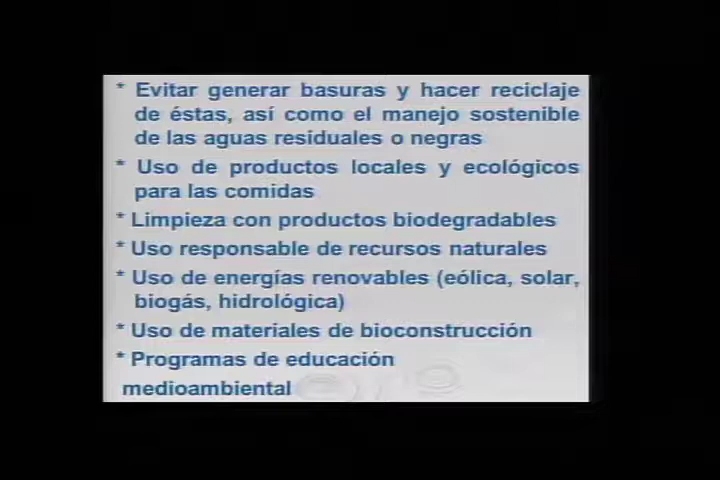 * Evitar generar basuras y hacer reciclaje
de éstas, así como el manejo sostenible
de las aguas residuales o negras
* Uso de productos locales y ecológicos
para las comidas
* Limpieza con productos biodegradables
* Uso responsable de recursos naturales
* Uso de energías renovables (eólica, solar,
biogás, hidrológica)
* Uso de materiales de bioconstrucción
* Programas de educación
medioambiental